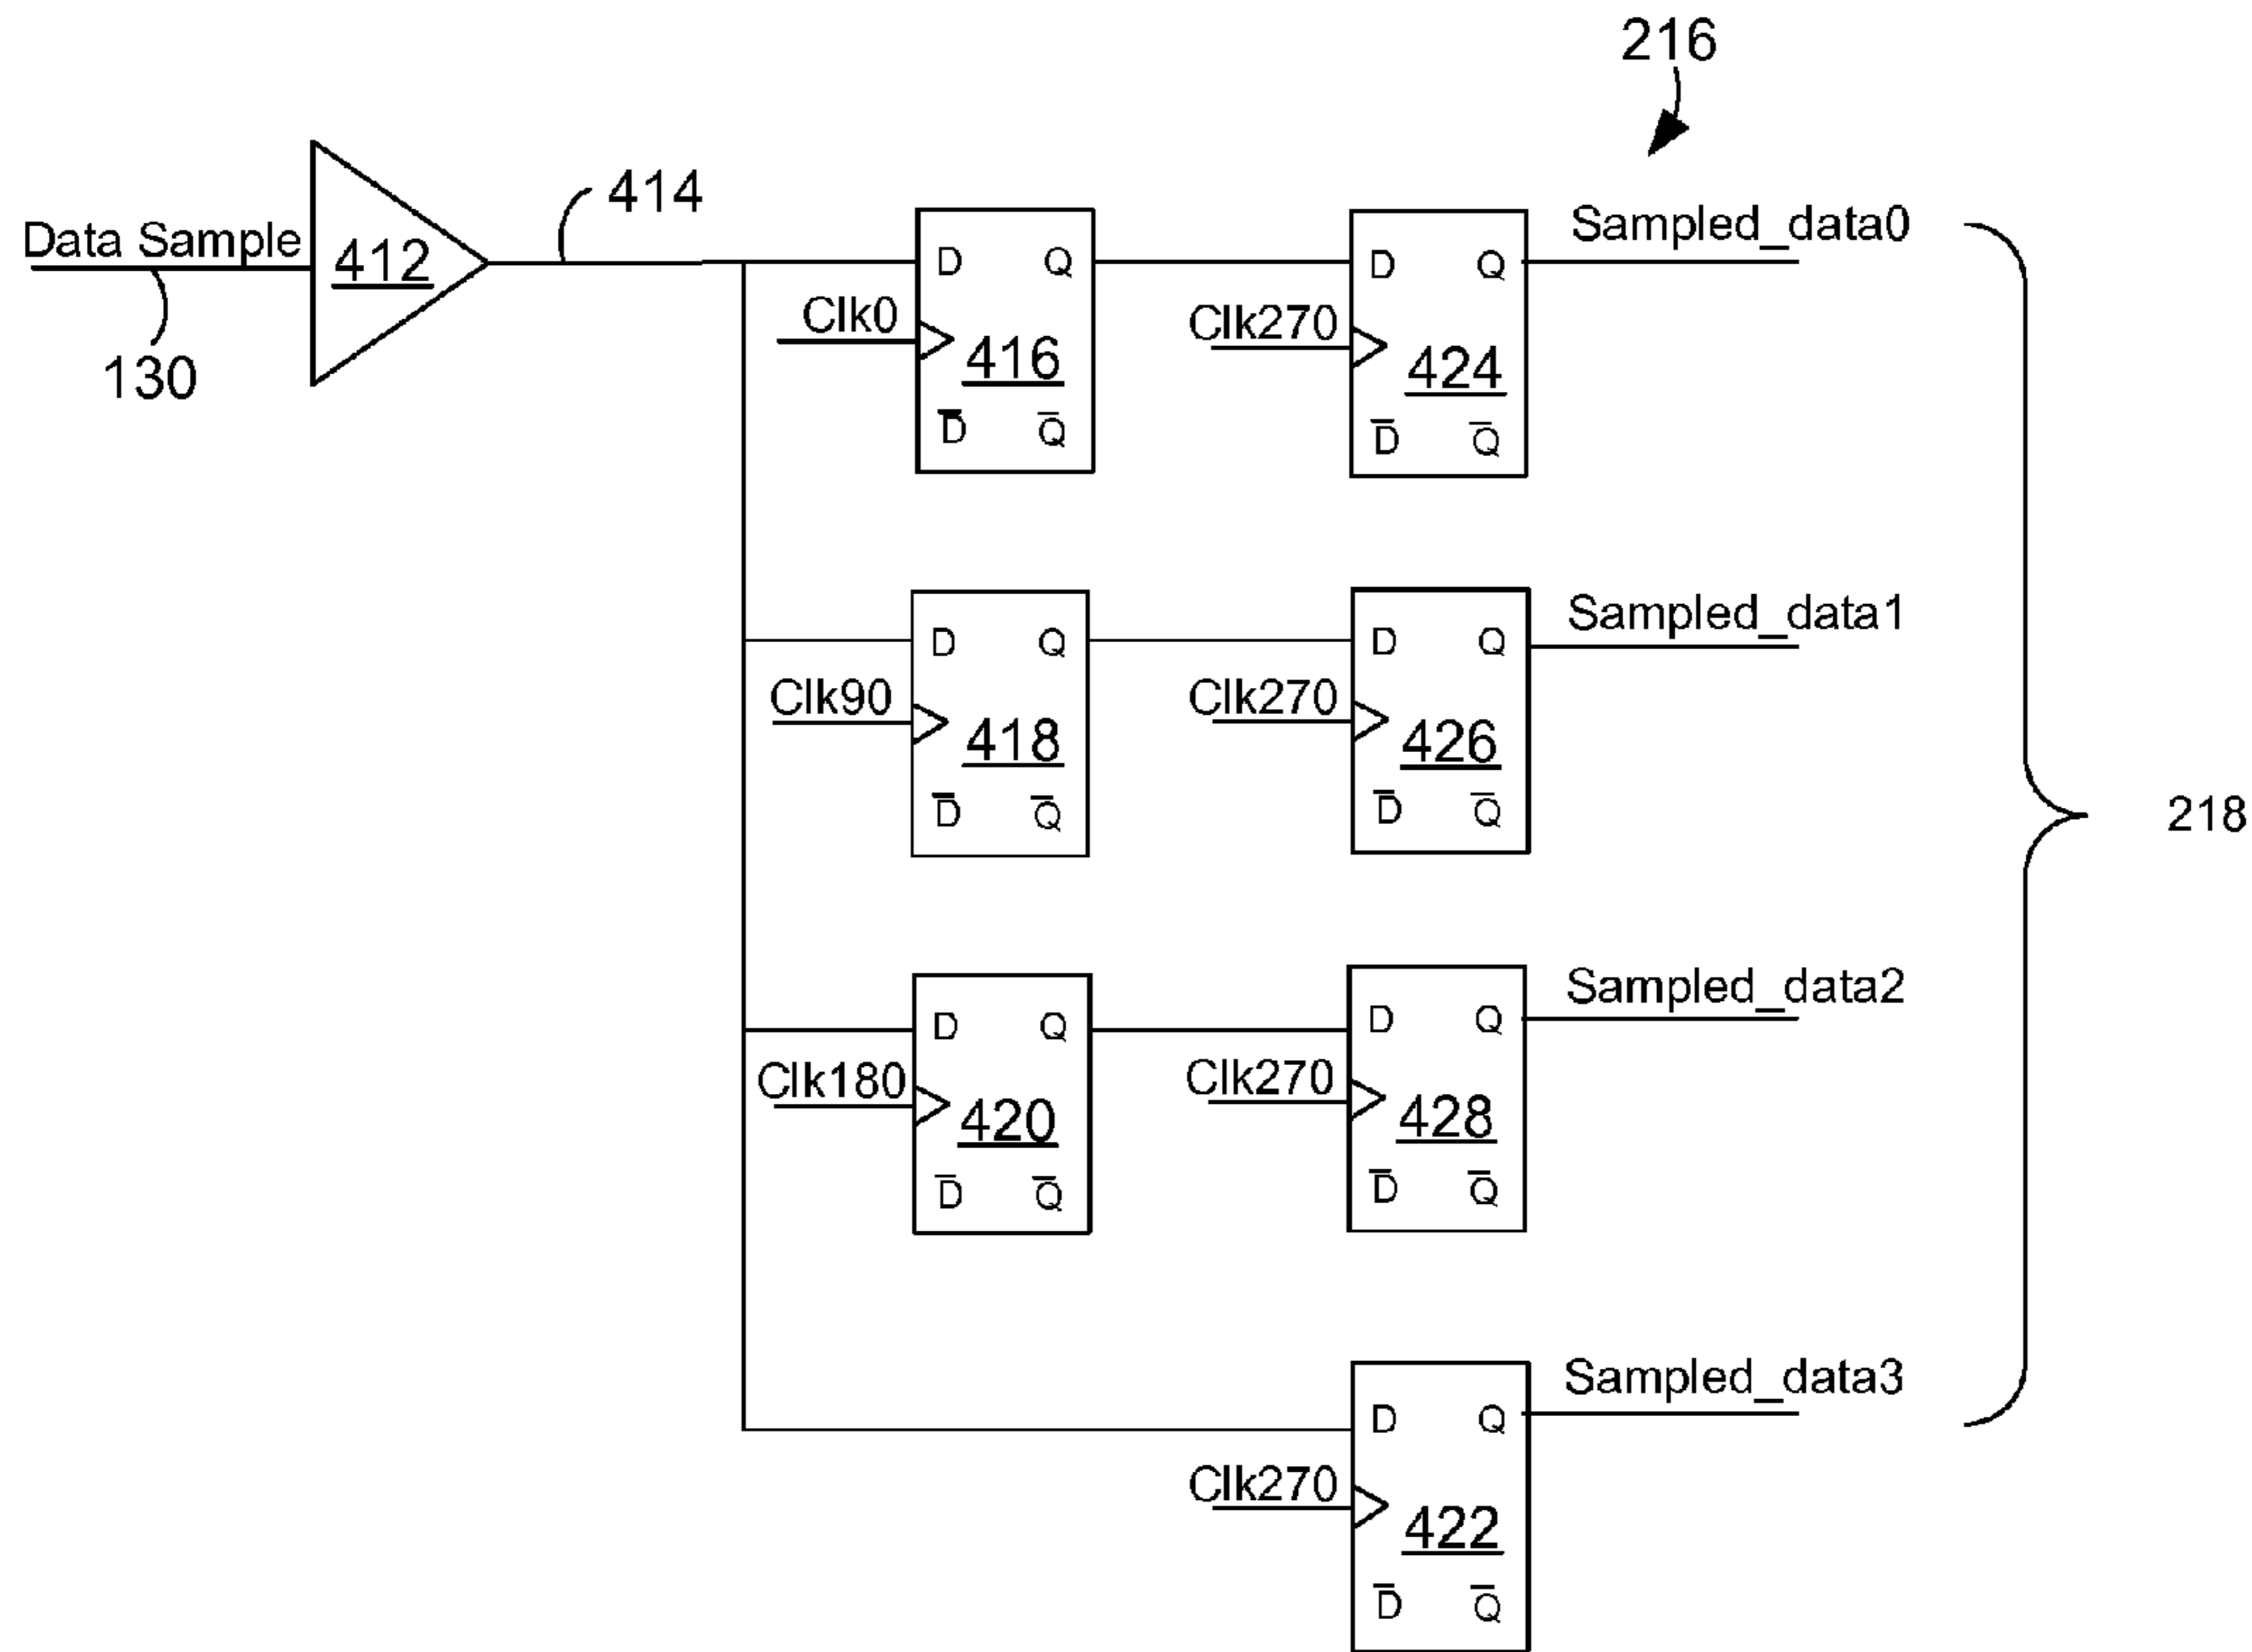 216
Data Sample
412
414
130
D Q
Clk0
416
D̅ Q̅
D Q
Clk270
424
D̅ Q̅
Sampled_data0
D Q
Clk90
418
D̅ Q̅
D Q
Clk270
426
D̅ Q̅
Sampled_data1
218
D Q
Clk180
420
D̅ Q̅
D Q
Clk270
428
D̅ Q̅
Sampled_data2
D Q
Clk270
422
D̅ Q̅
Sampled_data3